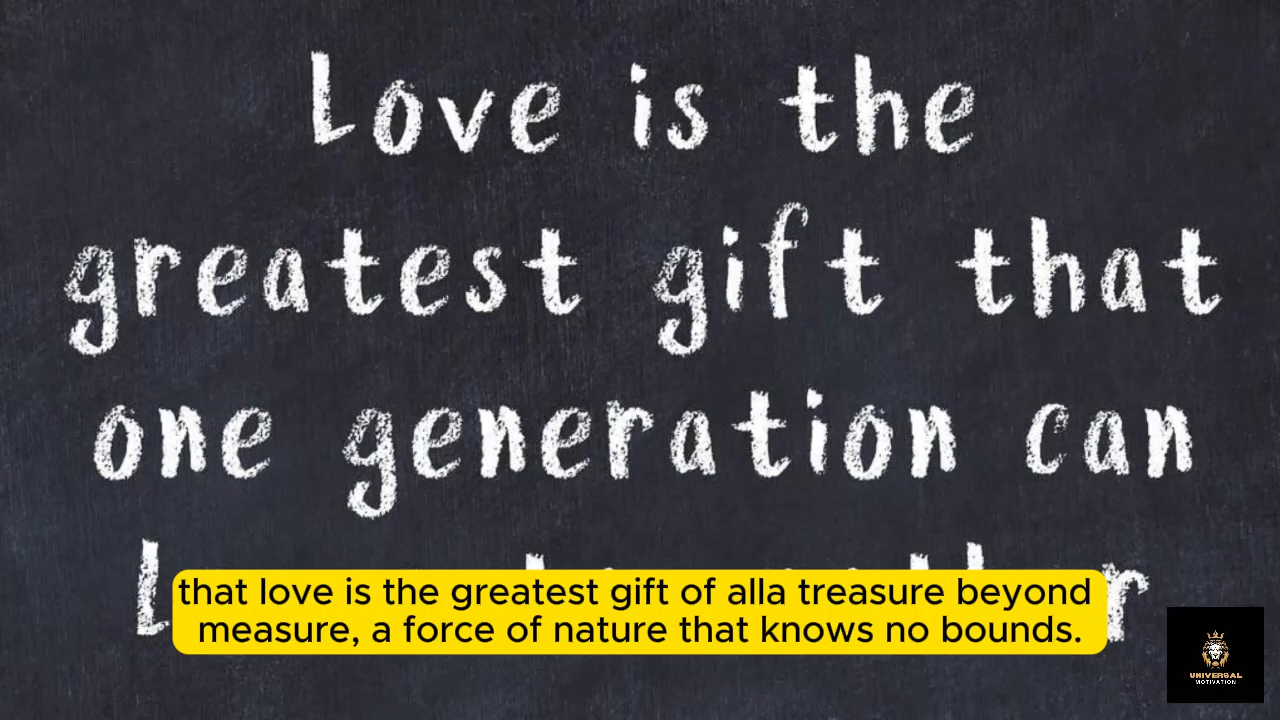 Love is the
greatest gift that
one generation can
that love is the greatest gift of alla treasure beyond
measure, a force of nature that knows no bounds.
UNIVERSAL
MOTIVATION